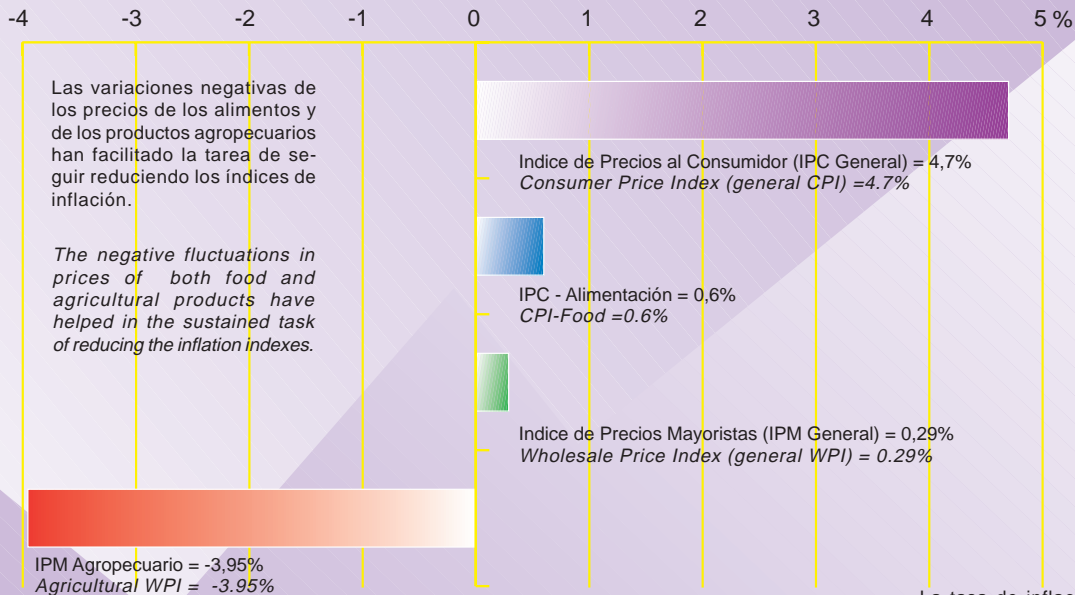 -4 -3 -2 -1 0 1 2 3 4 5 %
Las variaciones negativas de
los precios de los alimentos y
de los productos agropecuarios
han facilitado la tarea de se-
guir reduciendo los índices de
inflación.
The negative fluctuations in
prices of both food and
agricultural products have
helped in the sustained task
of reducing the inflation indexes.
Indice de Precios al Consumidor (IPC General) = 4,7%
Consumer Price Index (general CPI) =4.7%
IPC - Alimentación = 0,6%
CPI-Food =0.6%
Indice de Precios Mayoristas (IPM General) = 0,29%
Wholesale Price Index (general WPI) = 0.29%
IPM Agropecuario = -3,95%
Agricultural WPI = -3.95%
La tasa de inflac